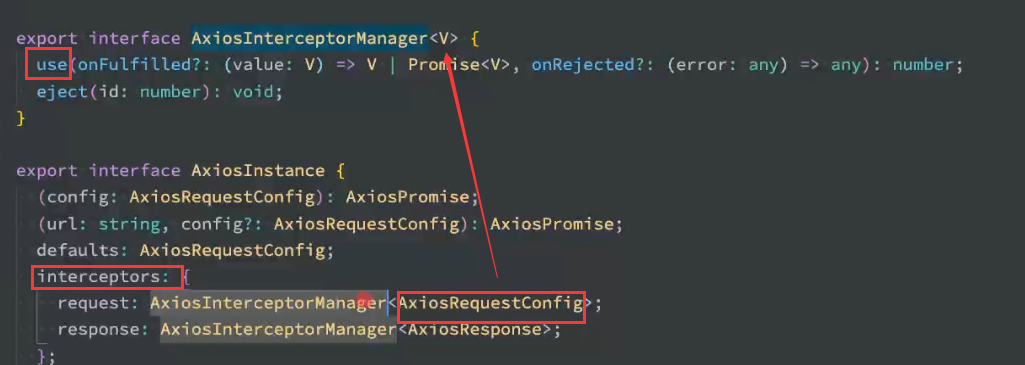 export interface AxiosInterceptorManager<V> {
use(onFulfilled?: (value: V) => V | Promise<V>, onRejected?: (error: any) => any): number;
eject(id: number): void;
}
export interface AxiosInstance {
(config: AxiosRequestConfig): AxiosPromise;
(url: string, config?: AxiosRequestConfig): AxiosPromise;
defaults: AxiosRequestConfig;
interceptors: {
request: AxiosInterceptorManager<AxiosRequestConfig>;
response: AxiosInterceptorManager<AxiosResponse>;
};